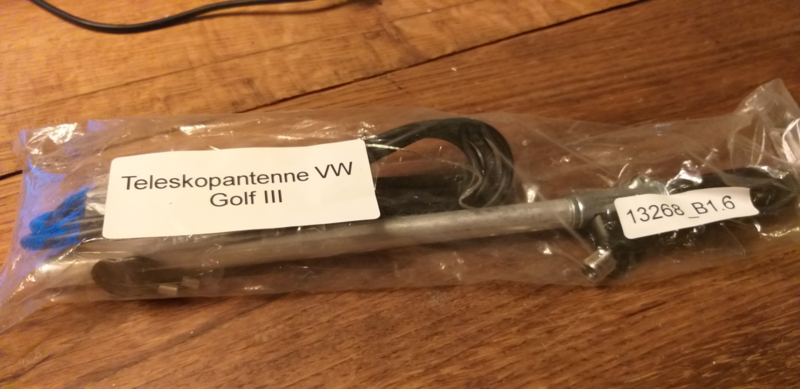 Teleskopantenne VW
Golf III
13268_B1.6